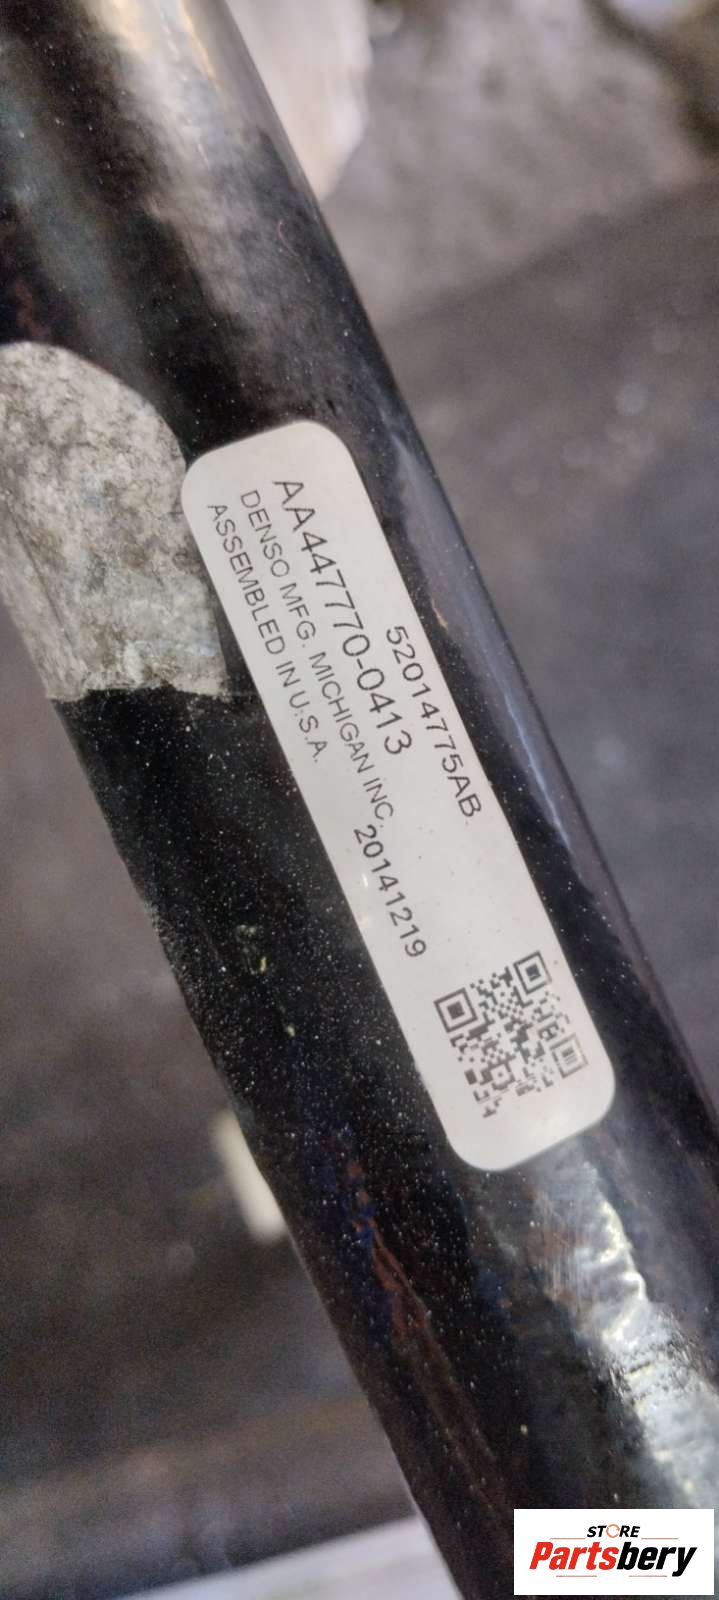 52014775AB
AA447770-0413
DENSO MFG. MICHIGAN INC. 20141219
ASSEMBLED IN U.S.A.
STORE
Partsbery